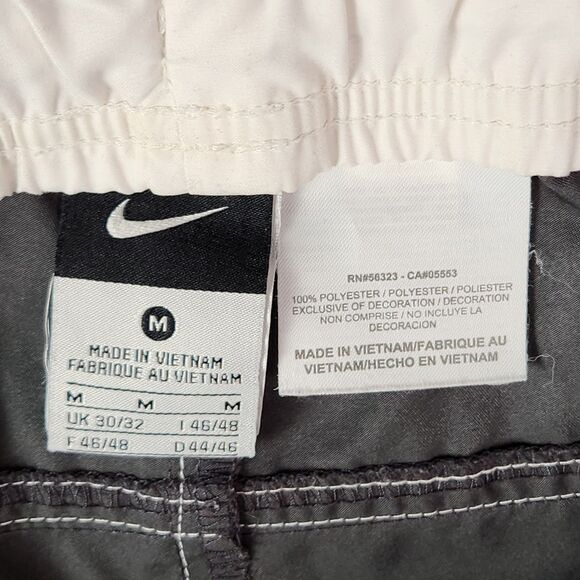 M
MADE IN VIETNAM
FABRIQUE AU VIETNAM
M M M
UK 30/32 I 46/48
F 46/48 D 44/46
RN#56323 - CA#05553
100% POLYESTER / POLYESTER / POLIESTER
EXCLUSIVE OF DECORATION / DECORATION
NON COMPRISE / NO INCLUYE LA
DECORACIÓN
MADE IN VIETNAM/FABRIQUE AU
VIETNAM/HECHO EN VIETNAM